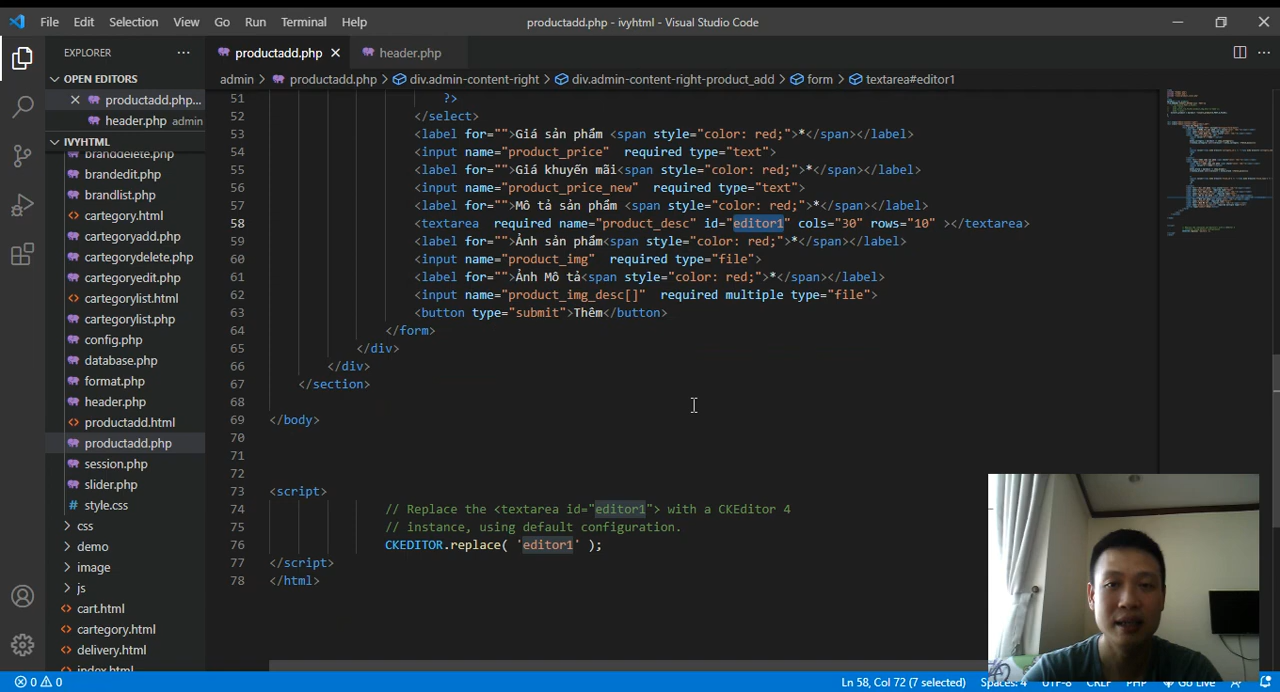 File Edit Selection View Go Run Terminal Help productadd.php - ivyhtml - Visual Studio Code
EXPLORER
OPEN EDITORS
productadd.php...
header.php admin
IVYHTML
branddelete.php
brandedit.php
brandlist.php
cartegory.html
cartegoryadd.php
cartegorydelete.php
cartegoryedit.php
cartegorylist.html
cartegorylist.php
config.php
database.php
format.php
header.php
productadd.html
productadd.php
session.php
slider.php
style.css
css
demo
image
js
cart.html
cartegory.html
delivery.html
index.html
productadd.php header.php
admin > productadd.php > div.admin-content-right > div.admin-content-right-product_add > form > textarea#editor1
51 ?>
52 </select>
53 <label for="">Giá sản phẩm <span style="color: red;">*</span></label>
54 <input name="product_price" required type="text">
55 <label for="">Giá khuyến mãi<span style="color: red;">*</span></label>
56 <input name="product_price_new" required type="text">
57 <label for="">Mô tả sản phẩm <span style="color: red;">*</span></label>
58 <textarea required name="product_desc" id="editor1" cols="30" rows="10" ></textarea>
59 <label for="">Ảnh sản phẩm<span style="color: red;">*</span></label>
60 <input name="product_img" required type="file">
61 <label for="">Ảnh Mô tả<span style="color: red;">*</span></label>
62 <input name="product_img_desc[]" required multiple type="file">
63 <button type="submit">Thêm</button>
64 </form>
65 </div>
66 </div>
67 </section>
68
69 </body>
70
71
72
73 <script>
74 // Replace the <textarea id="editor1"> with a CKEditor 4
75 // instance, using default configuration.
76 CKEDITOR.replace( 'editor1' );
77 </script>
78 </html>
0 0 Ln 58, Col 72 (7 selected) Spaces: 4 UTF-8 CRLF PHP Go Live